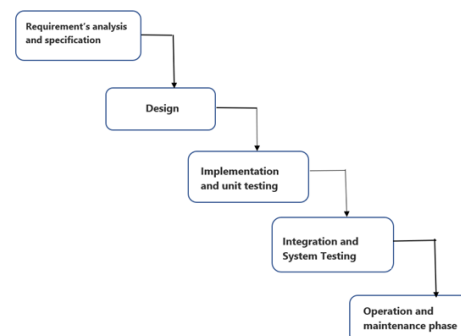 Requirement's analysis
and specification
Design
Implementation
and unit testing
Integration and
System Testing
Operation and
maintenance phase